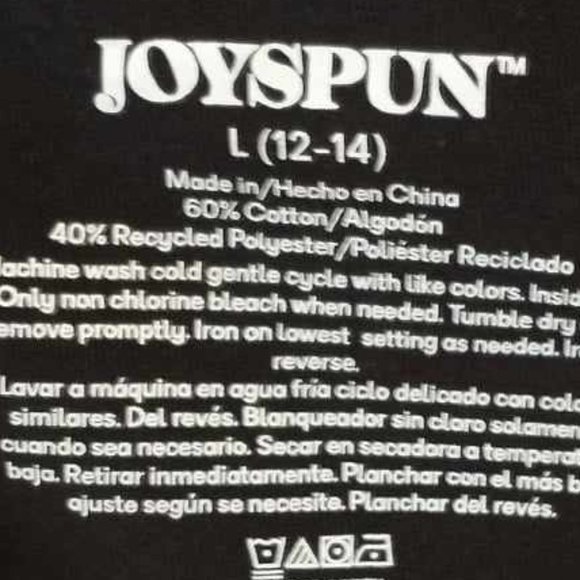 JOYSPUN™
L (12-14)
Made in/Hecho en China
60% Cotton/Algodón
40% Recycled Polyester/Poliéster Reciclado
achine wash cold gentle cycle with like colors. Insid
Only non chlorine bleach when needed. Tumble dry
emove promptly. Iron on lowest setting as needed. Ir
reverse.
Lavar a máquina en agua fría ciclo delicado con colo
similares. Del revés. Blanqueador sin cloro solamen
cuando sea necesario. Secar en secadora a temperat
baja. Retirar inmediatamente. Planchar con el más b
ajuste según se necesite. Planchar del revés.